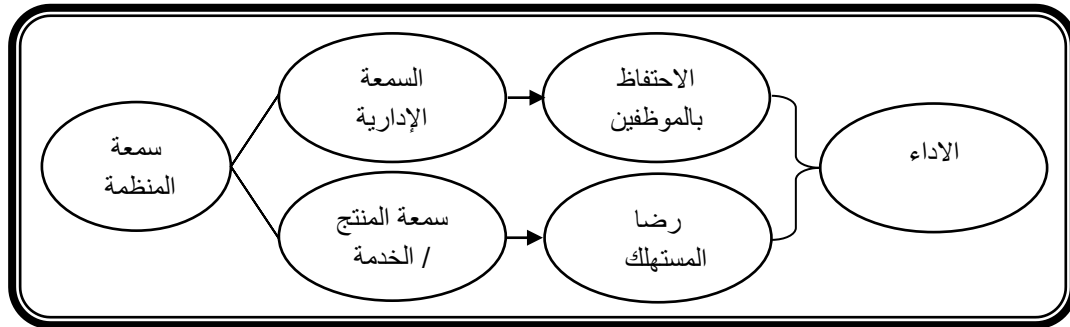 سمعة
المنظمة
السمعة
الإدارية
الاحتفاظ
بالموظفين
سمعة المنتج
/ الخدمة
رضا
المستهلك
الاداء